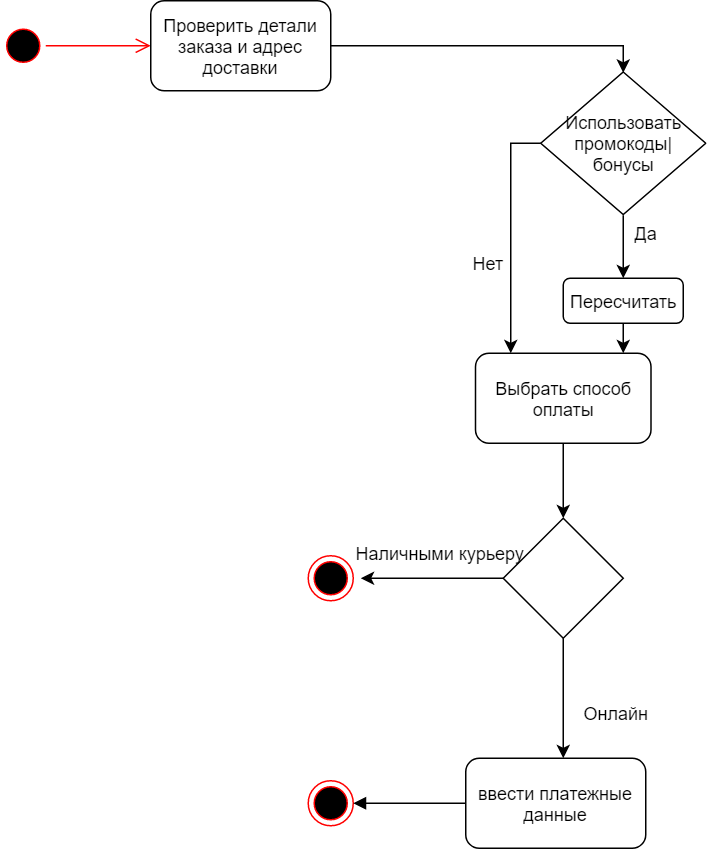 Проверить детали
заказа и адрес
доставки
Использовать
промокоды|
бонусы
Да
Нет
Пересчитать
Выбрать способ
оплаты
Наличными курьеру
Онлайн
ввести платежные
данные